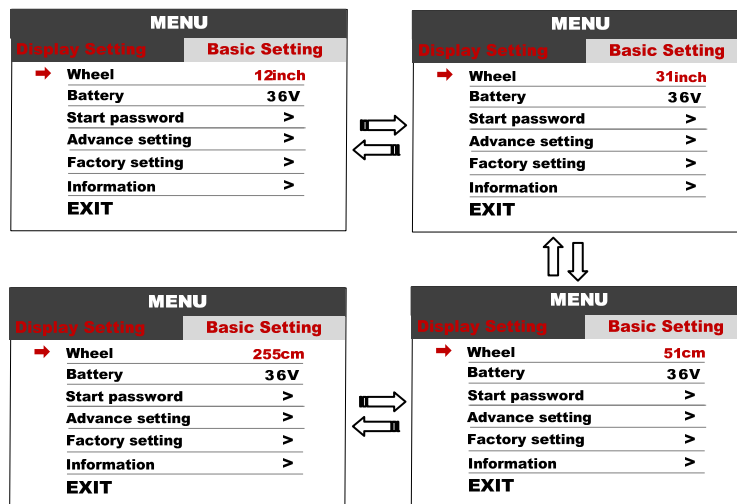 MENU
Display Setting Basic Setting
Wheel 12inch
Battery 36V
Start password >
Advance setting >
Factory setting >
Information >
EXIT
MENU
Display Setting Basic Setting
Wheel 31inch
Battery 36V
Start password >
Advance setting >
Factory setting >
Information >
EXIT
MENU
Display Setting Basic Setting
Wheel 255cm
Battery 36V
Start password >
Advance setting >
Factory setting >
Information >
EXIT
MENU
Display Setting Basic Setting
Wheel 51cm
Battery 36V
Start password >
Advance setting >
Factory setting >
Information >
EXIT